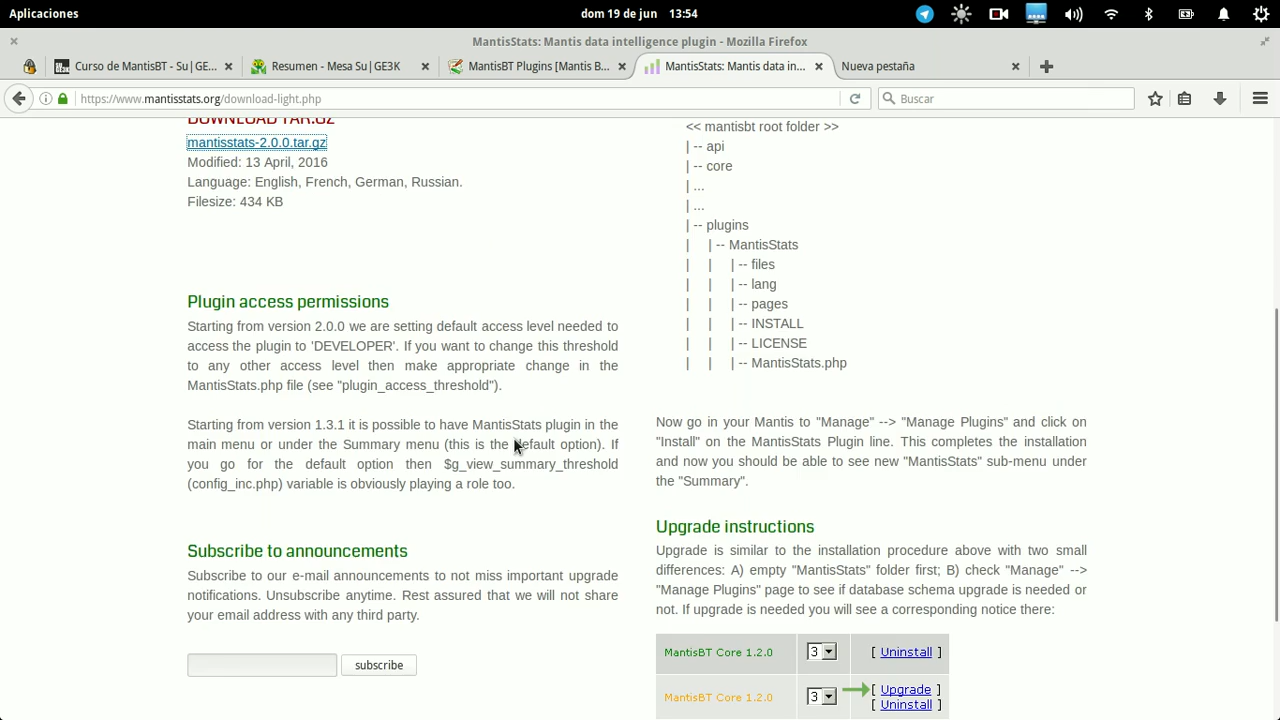 Aplicaciones
dom 19 de jun 13:54
MantisStats: Mantis data intelligence plugin - Mozilla Firefox
Curso de MantisBT - Su|GE...
Resumen - Mesa Su|GE3K
MantisBT Plugins [Mantis B...
MantisStats: Mantis data in...
Nueva pestaña
https://www.mantisstats.org/download-light.php
Buscar
DOWNLOAD TAR.GZ
mantisstats-2.0.0.tar.gz
Modified: 13 April, 2016
Language: English, French, German, Russian.
Filesize: 434 KB
Plugin access permissions
Starting from version 2.0.0 we are setting default access level needed to
access the plugin to 'DEVELOPER'. If you want to change this threshold
to any other access level then make appropriate change in the
MantisStats.php file (see "plugin_access_threshold").
Starting from version 1.3.1 it is possible to have MantisStats plugin in the
main menu or under the Summary menu (this is the default option). If
you go for the default option then $g_view_summary_threshold
(config_inc.php) variable is obviously playing a role too.
Subscribe to announcements
Subscribe to our e-mail announcements to not miss important upgrade
notifications. Unsubscribe anytime. Rest assured that we will not share
your email address with any third party.
subscribe
<< mantisbt root folder >>
| -- api
| -- core
| ...
| ...
| -- plugins
| | -- MantisStats
| | | -- files
| | | -- lang
| | | -- pages
| | | -- INSTALL
| | | -- LICENSE
| | | -- MantisStats.php
Now go in your Mantis to "Manage" --> "Manage Plugins" and click on
"Install" on the MantisStats Plugin line. This completes the installation
and now you should be able to see new "MantisStats" sub-menu under
the "Summary".
Upgrade instructions
Upgrade is similar to the installation procedure above with two small
differences: A) empty "MantisStats" folder first; B) check "Manage" -->
"Manage Plugins" page to see if database schema upgrade is needed or
not. If upgrade is needed you will see a corresponding notice there:
MantisBT Core 1.2.0 3 [ Uninstall ]
MantisBT Core 1.2.0 3 [ Upgrade ]
[ Uninstall ]